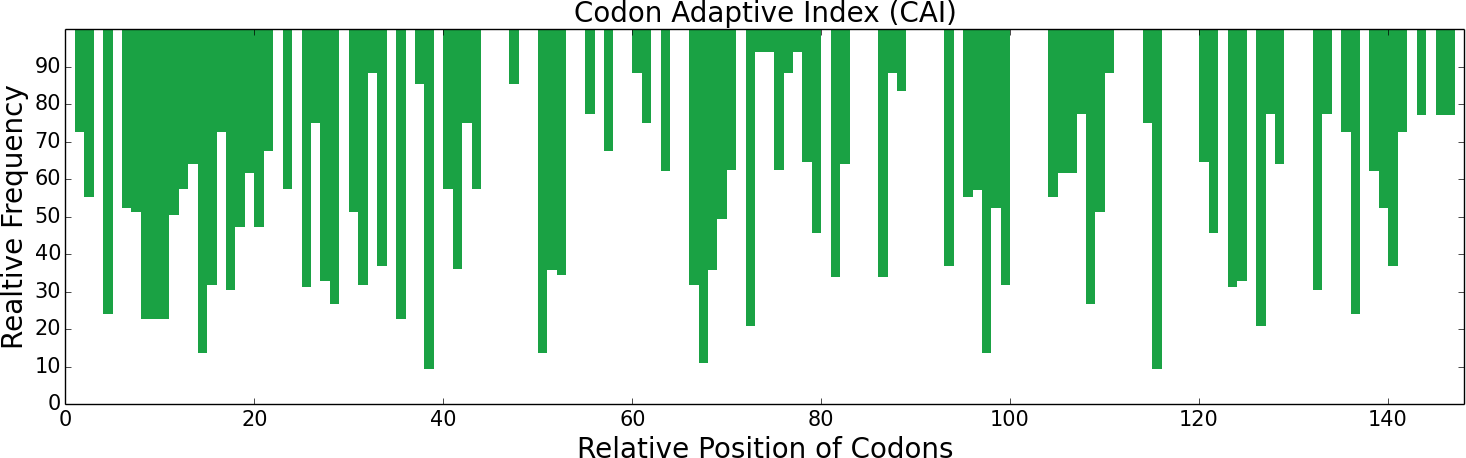 Codon Adaptive Index (CAI)
Realtive Frequency
90
80
70
60
50
40
30
20
10
0
0 20 40 60 80 100 120 140
Relative Position of Codons